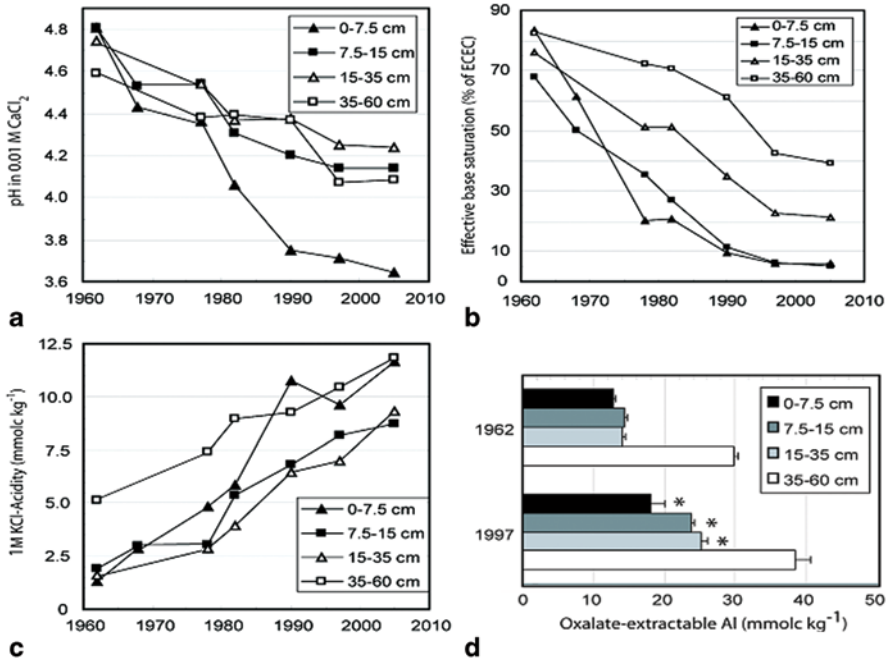 4.8
4.6
4.4
4.2
4.0
3.8
3.6
pH in 0.01 M CaCl2
0-7.5 cm
7.5-15 cm
15-35 cm
35-60 cm
1960 1970 1980 1990 2000 2010
a
90
70
50
30
10
0
Effective base saturation (% of ECEC)
0-7.5 cm
7.5-15 cm
15-35 cm
35-60 cm
1960 1970 1980 1990 2000 2010
b
12.5
10.0
7.5
5.0
2.5
0
1M KCl-Acidity (mmolc kg-1)
0-7.5 cm
7.5-15 cm
15-35 cm
35-60 cm
1960 1970 1980 1990 2000 2010
c
1962
1997
0-7.5 cm
7.5-15 cm
15-35 cm
35-60 cm
*
*
*
0 10 20 30 40 50
Oxalate-extractable Al (mmolc kg-1)
d